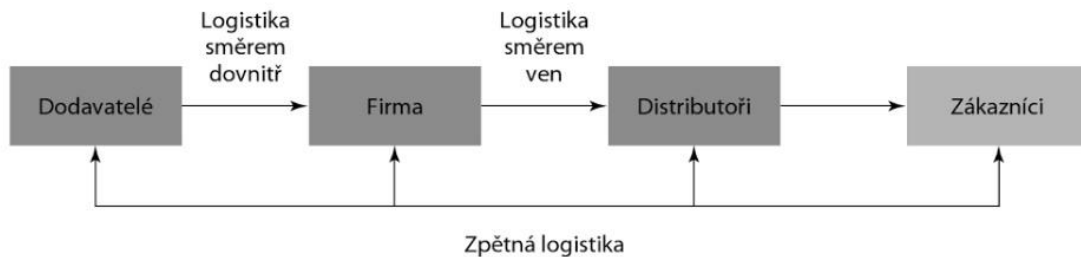 Logistika
směrem
dovnitř
Logistika
směrem
ven
Dodavatelé
Firma
Distributoři
Zákazníci
Zpětná logistika